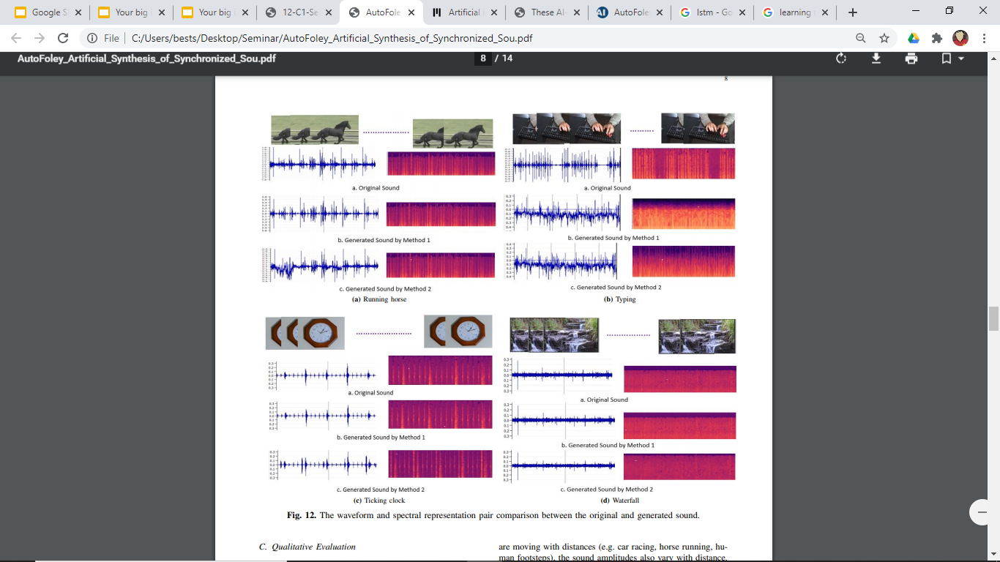 Google S
Your big
Your big
12-C1-Se
AutoFole
Artificial
These AI-
AutoFole
lstm - Go
learning
File
C:/Users/bests/Desktop/Seminar/AutoFoley_Artificial_Synthesis_of_Synchronized_Sou.pdf
AutoFoley_Artificial_Synthesis_of_Synchronized_Sou.pdf
8 / 14
8
a. Original Sound
b. Generated Sound by Method 1
c. Generated Sound by Method 2
(a) Running horse
a. Original Sound
b. Generated Sound by Method 1
c. Generated Sound by Method 2
(b) Typing
a. Original Sound
b. Generated Sound by Method 1
c. Generated Sound by Method 2
(c) Ticking clock
a. Original Sound
b. Generated Sound by Method 1
c. Generated Sound by Method 2
(d) Waterfall
Fig. 12. The waveform and spectral representation pair comparison between the original and generated sound.
C. Qualitative Evaluation
are moving with distances (e.g. car racing, horse running, hu-
man footsteps), the sound amplitudes also vary with distance.